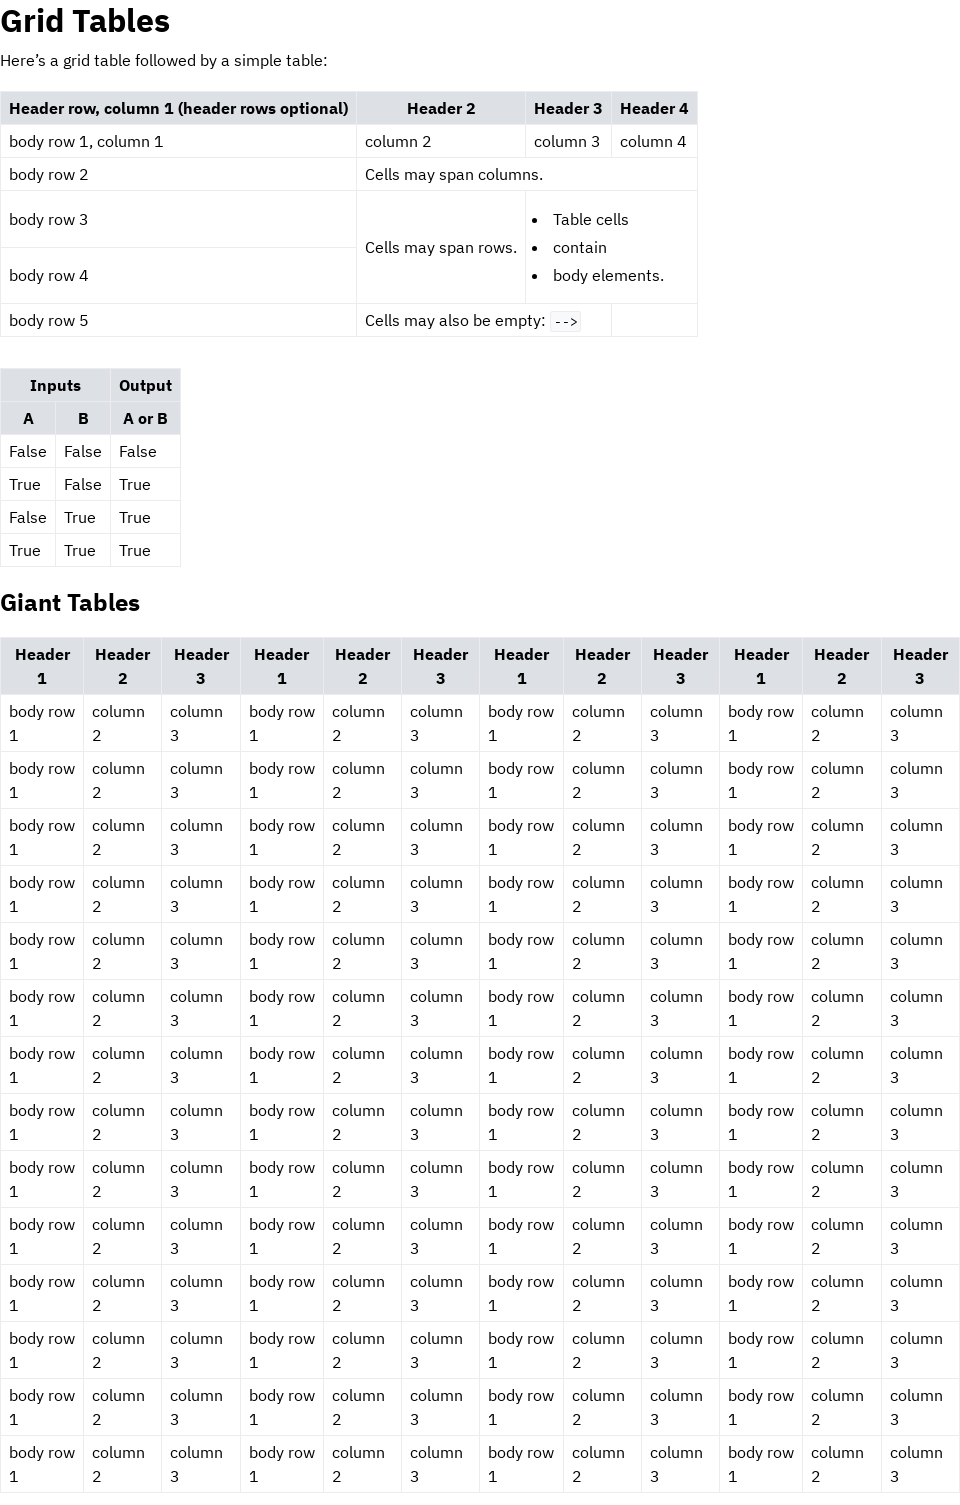 Grid Tables
Here’s a grid table followed by a simple table:
Header row, column 1 (header rows optional) Header 2 Header 3 Header 4
body row 1, column 1 column 2 column 3 column 4
body row 2 Cells may span columns.
body row 3
Cells may span rows.
• Table cells
• contain
• body elements.
body row 4
body row 5 Cells may also be empty: -->
Inputs Output
A B A or B
False False False
True False True
False True True
True True True
Giant Tables
Header Header Header Header Header Header Header Header Header Header Header Header
1 2 3 1 2 3 1 2 3 1 2 3
body row column column body row column column body row column column body row column column
1 2 3 1 2 3 1 2 3 1 2 3
body row column column body row column column body row column column body row column column
1 2 3 1 2 3 1 2 3 1 2 3
body row column column body row column column body row column column body row column column
1 2 3 1 2 3 1 2 3 1 2 3
body row column column body row column column body row column column body row column column
1 2 3 1 2 3 1 2 3 1 2 3
body row column column body row column column body row column column body row column column
1 2 3 1 2 3 1 2 3 1 2 3
body row column column body row column column body row column column body row column column
1 2 3 1 2 3 1 2 3 1 2 3
body row column column body row column column body row column column body row column column
1 2 3 1 2 3 1 2 3 1 2 3
body row column column body row column column body row column column body row column column
1 2 3 1 2 3 1 2 3 1 2 3
body row column column body row column column body row column column body row column column
1 2 3 1 2 3 1 2 3 1 2 3
body row column column body row column column body row column column body row column column
1 2 3 1 2 3 1 2 3 1 2 3
body row column column body row column column body row column column body row column column
1 2 3 1 2 3 1 2 3 1 2 3
body row column column body row column column body row column column body row column column
1 2 3 1 2 3 1 2 3 1 2 3
body row column column body row column column body row column column body row column column
1 2 3 1 2 3 1 2 3 1 2 3
body row column column body row column column body row column column body row column column
1 2 3 1 2 3 1 2 3 1 2 3